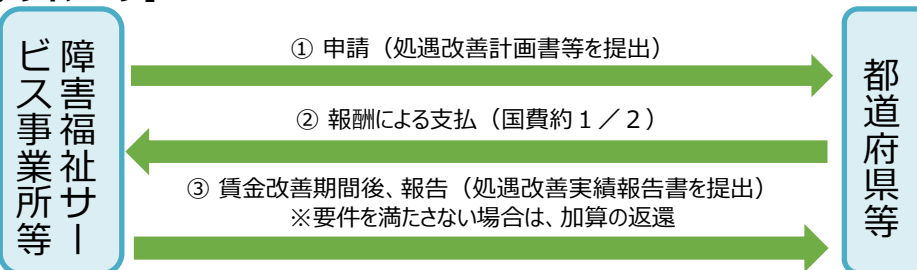 障害福祉サー
ビス事業所等
① 申請（処遇改善計画書等を提出）
② 報酬による支払（国費約１／２）
③ 賃金改善期間後、報告（処遇改善実績報告書を提出）
※要件を満たさない場合は、加算の返還
都道府県等